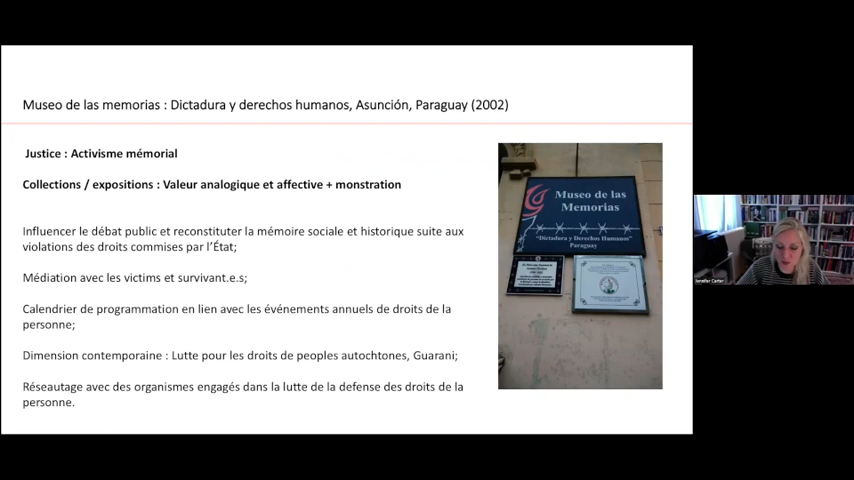 Museo de las memorias : Dictadura y derechos humanos, Asunción, Paraguay (2002)
Justice : Activisme mémorial
Collections / expositions : Valeur analogique et affective + monstration
Influencer le débat public et reconstituter la mémoire sociale et historique suite aux
violations des droits commises par l'État;
Médiation avec les victims et survivant.e.s;
Calendrier de programmation en lien avec les événements annuels de droits de la
personne;
Dimension contemporaine : Lutte pour les droits de peoples autochtones, Guarani;
Réseautage avec des organismes engagés dans la lutte de la defense des droits de la
personne.
Museo de las
Memorias
"Dictadura y Derechos Humanos"
Paraguay
Jennifer Carter